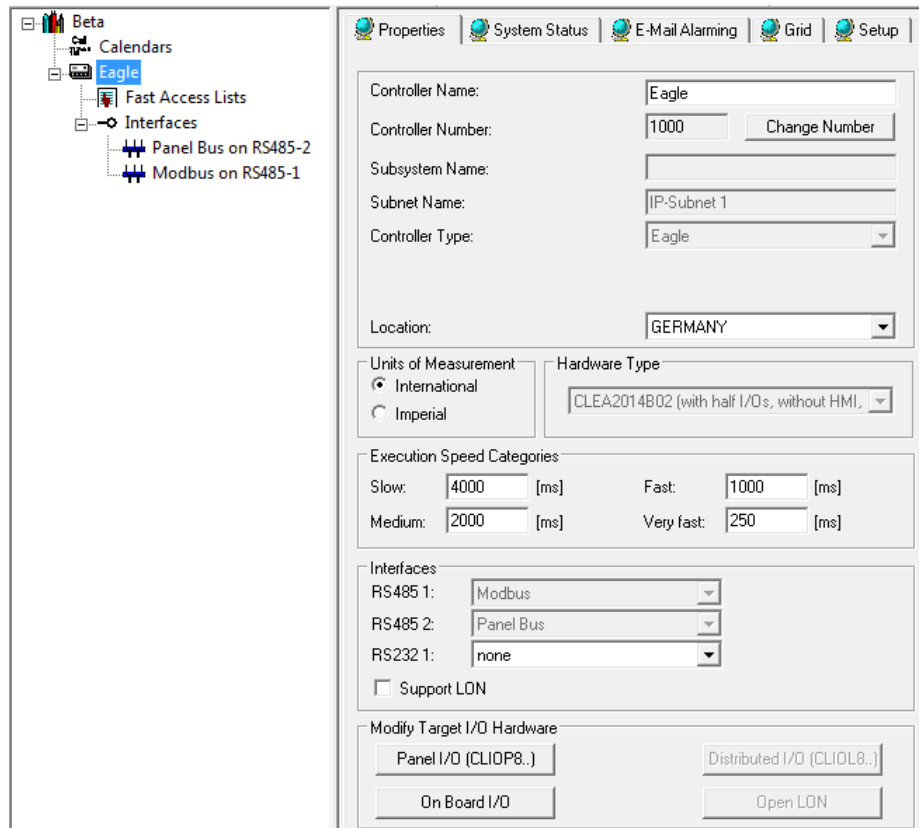 Beta
Calendars
Eagle
Fast Access Lists
Interfaces
Panel Bus on RS485-2
Modbus on RS485-1
Properties System Status E-Mail Alarming Grid Setup
Controller Name: Eagle
Controller Number: 1000 Change Number
Subsystem Name:
Subnet Name: IP-Subnet 1
Controller Type: Eagle
Location: GERMANY
Units of Measurement Hardware Type
International
CLEA2014B02 (with half I/Os, without HMI,
Imperial
Execution Speed Categories
Slow: 4000 [ms] Fast: 1000 [ms]
Medium: 2000 [ms] Very fast: 250 [ms]
Interfaces
RS485 1: Modbus
RS485 2: Panel Bus
RS232 1: none
Support LON
Modify Target I/O Hardware
Panel I/O (CLIOP8..) Distributed I/O (CLIOL8..)
On Board I/O Open LON